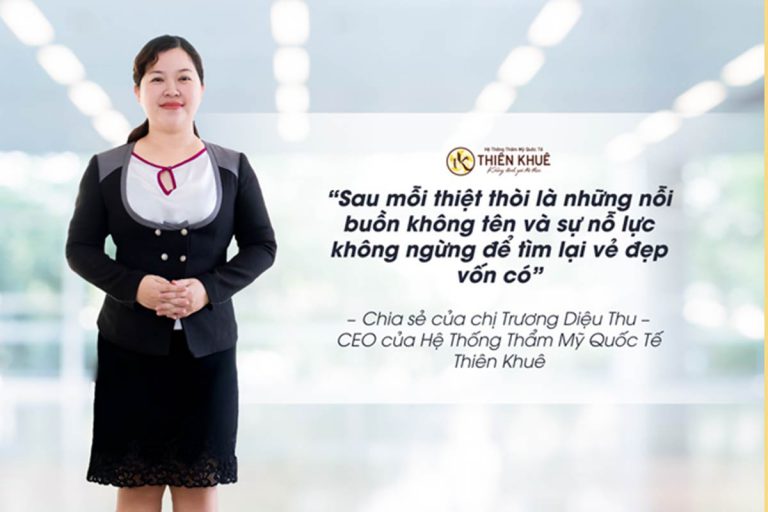 Hệ Thống Thẩm Mỹ Quốc Tế
THIÊN KHUÊ
“Sau mỗi thiệt thòi là những nỗi
buồn không tên và sự nỗ lực
không ngừng để tìm lại vẻ đẹp
vốn có”
– Chia sẻ của chị Trương Diệu Thu –
CEO của Hệ Thống Thẩm Mỹ Quốc Tế
Thiên Khuê